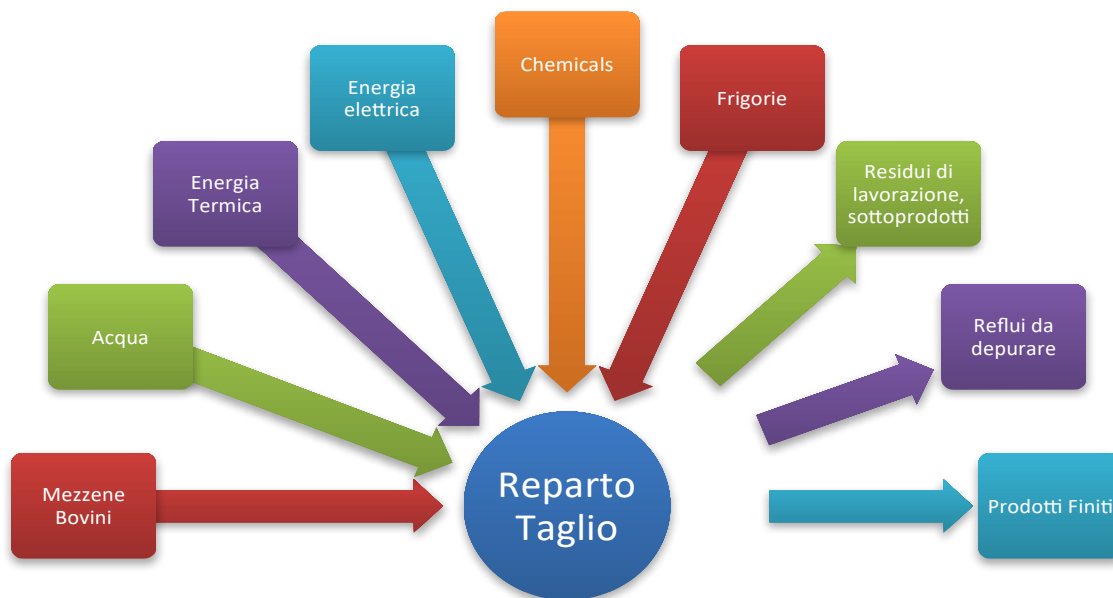 Chemicals
Energia
elettrica
Frigorie
Energia
Termica
Residui di
lavorazione,
sottoprodotti
Acqua
Reflui da
depurare
Mezzene
Bovini
Reparto
Taglio
Prodotti Finiti